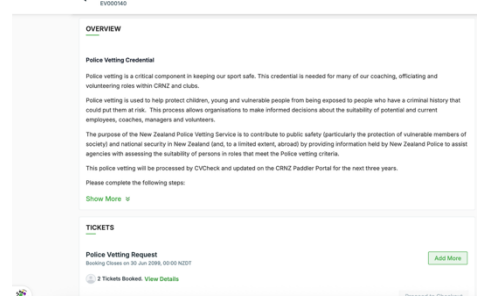 EV000140
OVERVIEW
Police Vetting Credential
Police vetting is a critical component in keeping our sport safe. This credential is needed for many of our coaching, officiating and
volunteering roles within CRNZ and clubs.
Police vetting is used to help protect children, young and vulnerable people from being exposed to people who have a criminal history that
could put them at risk. This process allows organisations to make informed decisions about the suitability of potential and current
employees, coaches, managers and volunteers.
The purpose of the New Zealand Police Vetting Service is to contribute to public safety (particularly the protection of vulnerable members of
society) and national security in New Zealand (and, to a limited extent, abroad) by providing information held by New Zealand Police to assist
agencies with assessing the suitability of persons in roles that meet the Police vetting criteria.
This police vetting will be processed by CVCheck and updated on the CRNZ Paddler Portal for the next three years.
Please complete the following steps:
Show More
TICKETS
Police Vetting Request
Add More
Booking Closes on 30 Jun 2099, 00:00 NZDT
2 Tickets Booked. View Details
Proceed to Checkout